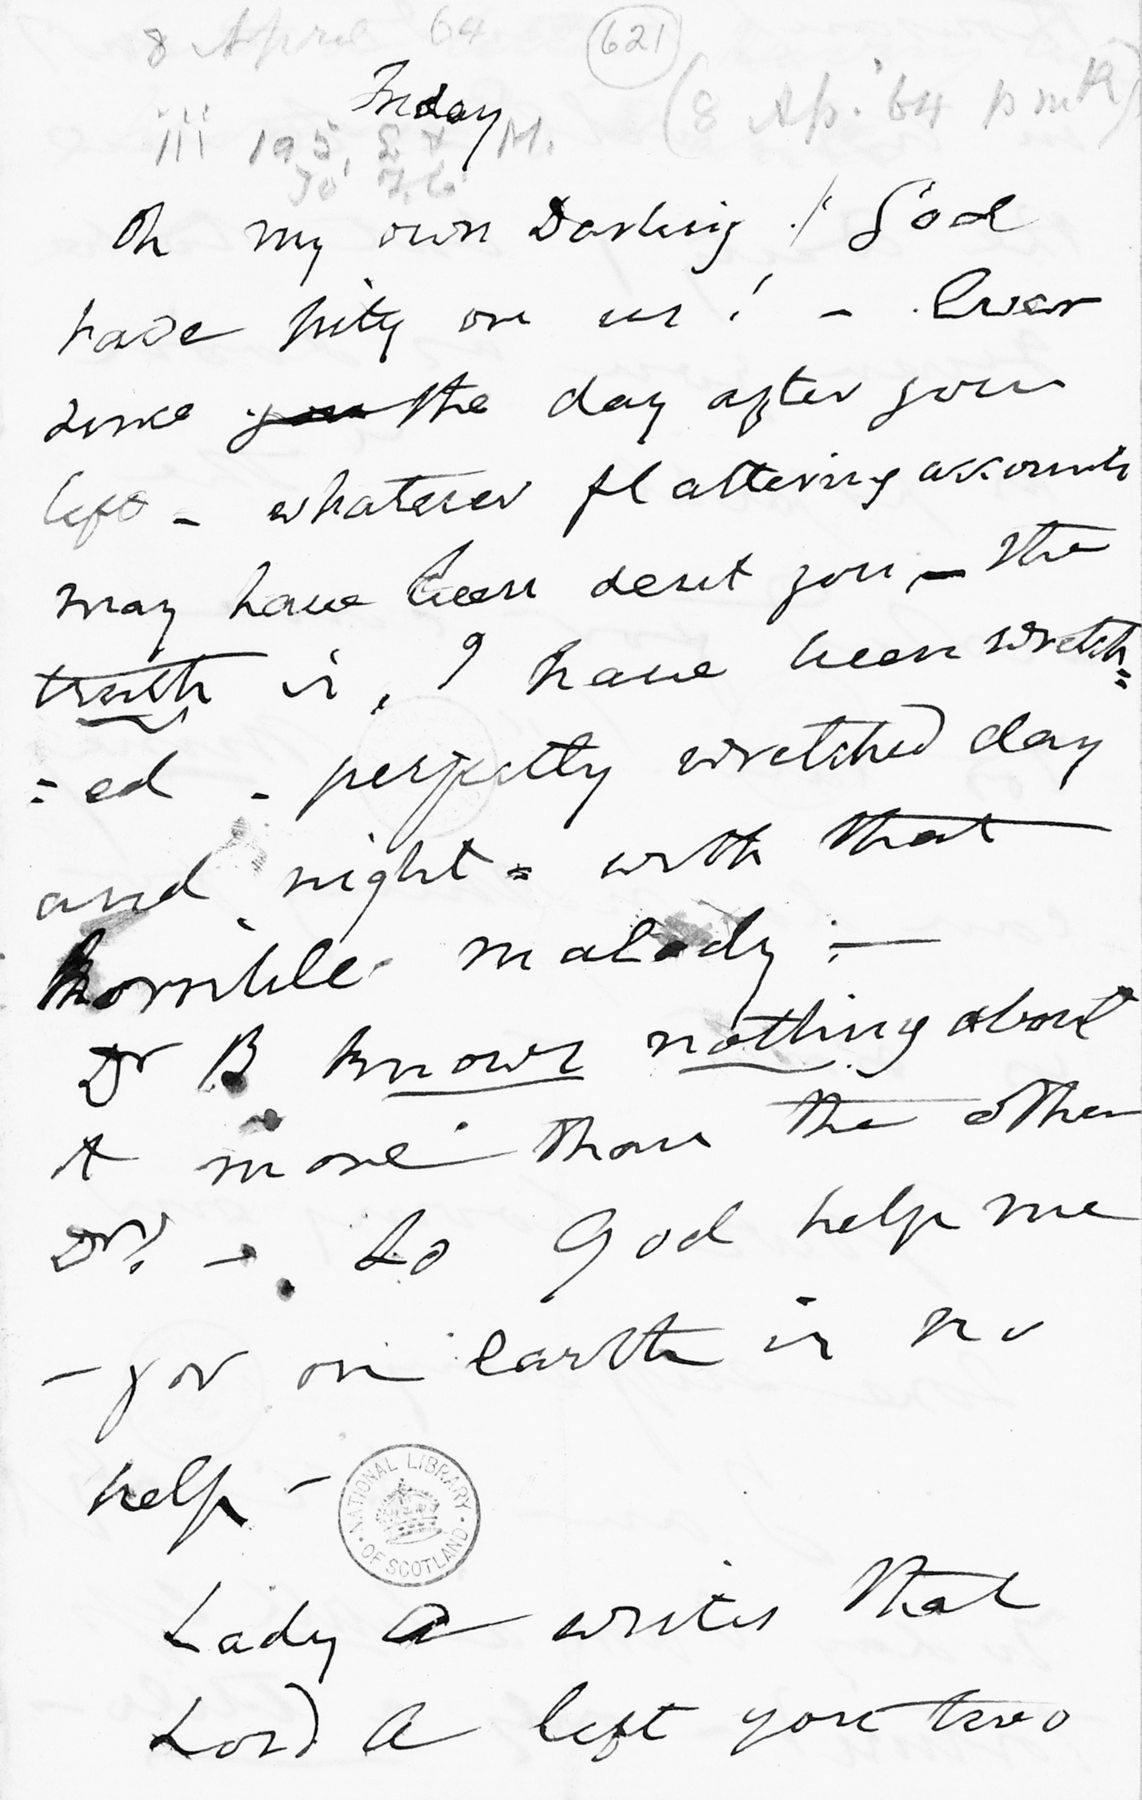 8 April 64
621
(8 Ap. 64 pmk)
Friday
iii 195, L & M.
Oh my own Darling! God
have pity on us! – Ever
since you the day after you
left – whatever flattering accounts
may have been sent you – the
truth is, I have been wretch=
=ed – perfectly wretched day
and night = with that
horrible malady. –
Dr B knows nothing about
it more than the other
Drs! – So God help me
– for on earth is no
help –
NATIONAL LIBRARY OF SCOTLAND
Lady A writes that
Lord A left you two